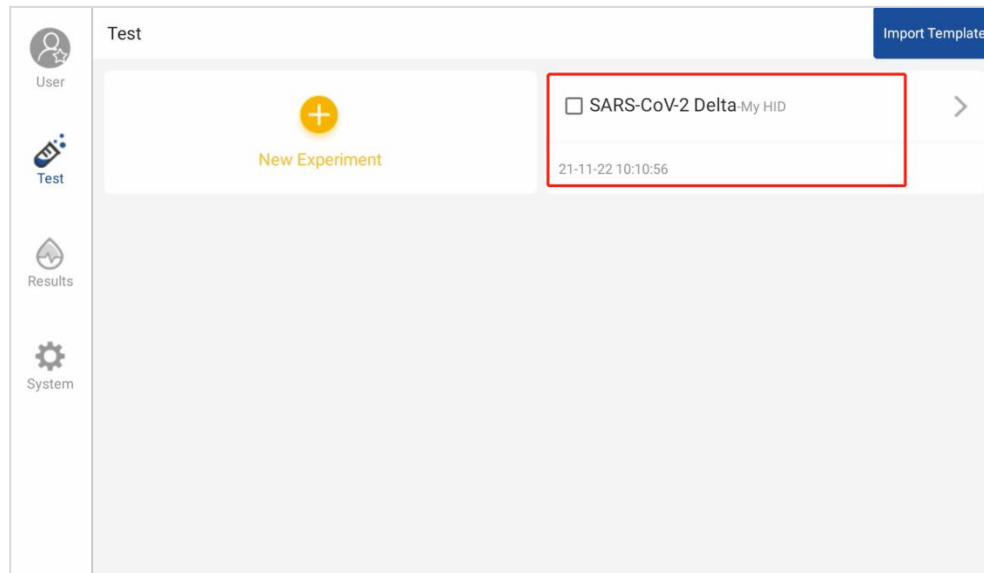 User
Test
Results
System
Test
Import Template
New Experiment
SARS-CoV-2 Delta-My HID
21-11-22 10:10:56